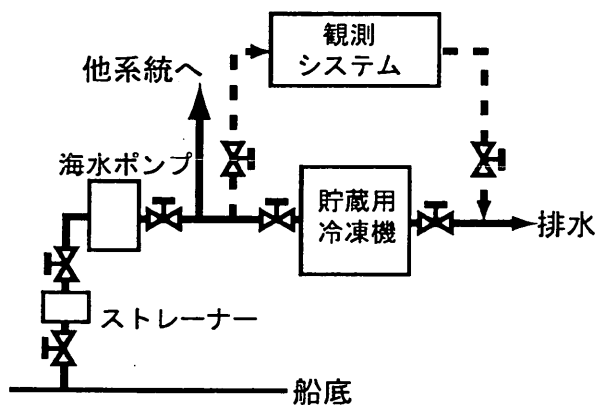 観測
システム
他系統へ
海水ポンプ
貯蔵用
冷凍機
排水
ストレーナー
船底